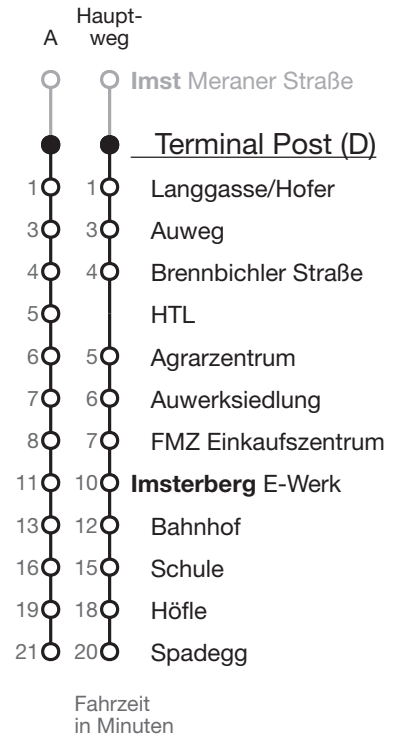 Haupt-
A weg
Imst Meraner Straße
Terminal Post (D)
1 1 Langgasse/Hofer
3 3 Auweg
4 4 Brennbichler Straße
5 HTL
6 5 Agrarzentrum
7 6 Auwerksiedlung
8 7 FMZ Einkaufszentrum
11 10 Imsterberg E-Werk
13 12 Bahnhof
16 15 Schule
19 18 Höfle
21 20 Spadegg
Fahrzeit
in Minuten